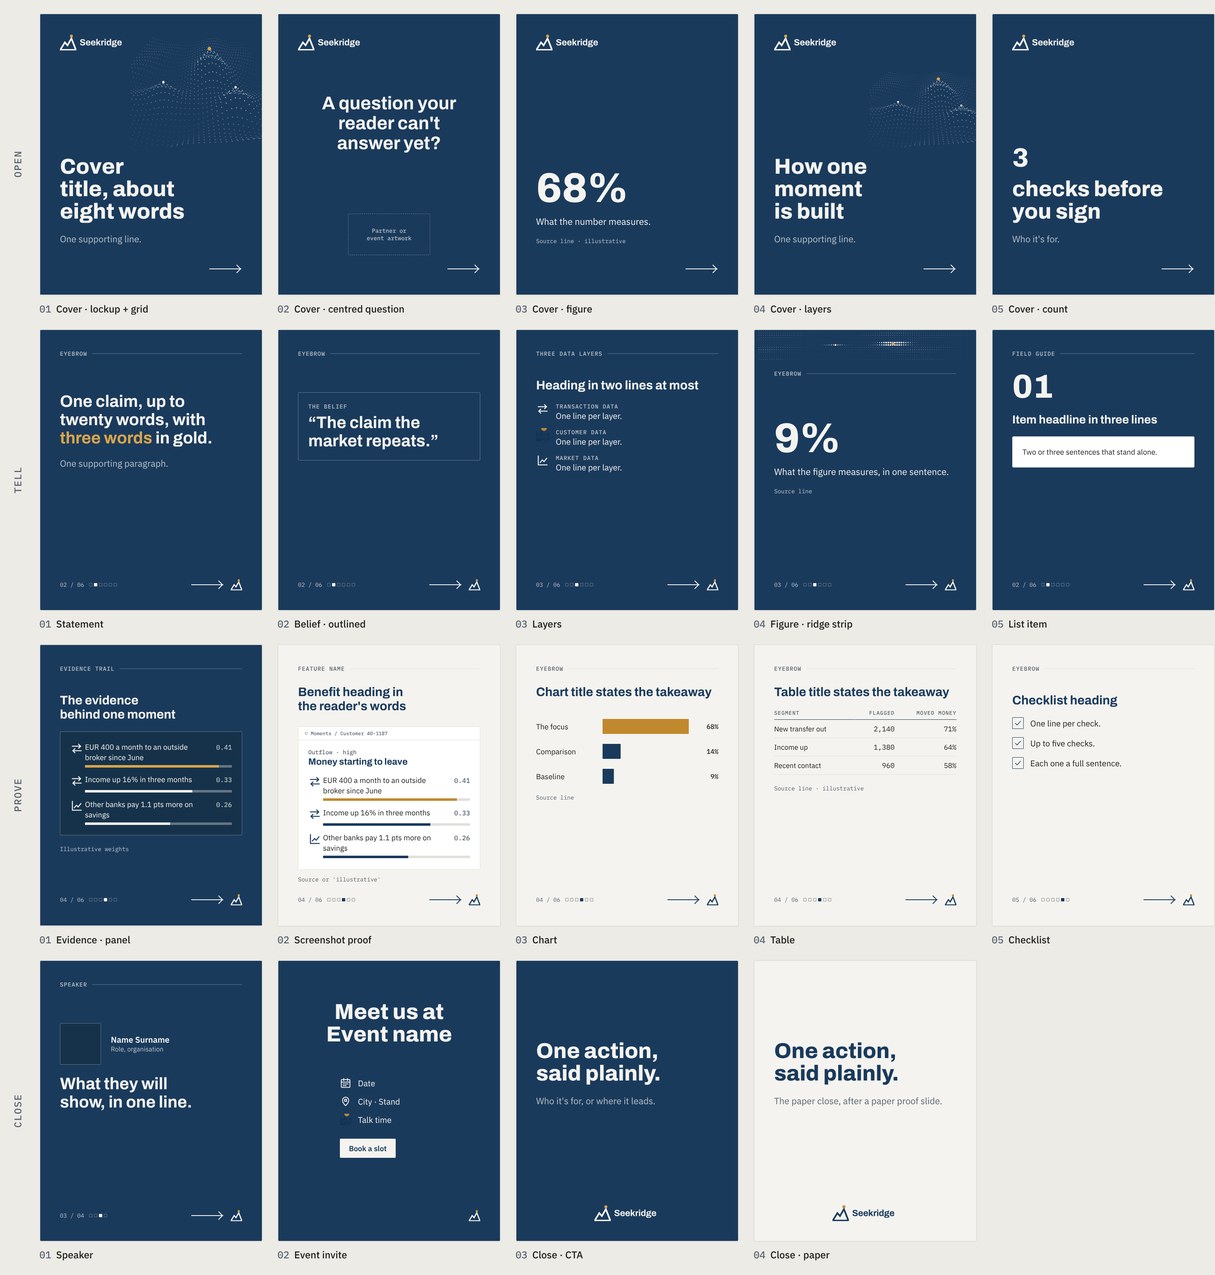 OPEN
Seekridge
Cover
title, about
eight words
One supporting line.
01 Cover · lockup + grid
Seekridge
A question your
reader can't
answer yet?
Partner or
event artwork
02 Cover · centred question
Seekridge
68%
What the number measures.
Source line · illustrative
03 Cover · figure
Seekridge
How one
moment
is built
One supporting line.
04 Cover · layers
Seekridge
3
checks before
you sign
Who it's for.
05 Cover · count
TELL
EYEBROW
One claim, up to
twenty words, with
three words in gold.
One supporting paragraph.
02 / 06
01 Statement
EYEBROW
THE BELIEF
“The claim the
market repeats.”
02 / 06
02 Belief · outlined
THREE DATA LAYERS
Heading in two lines at most
TRANSACTION DATA
One line per layer.
CUSTOMER DATA
One line per layer.
MARKET DATA
One line per layer.
03 / 06
03 Layers
EYEBROW
9%
What the figure measures, in one sentence.
Source line
03 / 06
04 Figure · ridge strip
FIELD GUIDE
01
Item headline in three lines
Two or three sentences that stand alone.
02 / 06
05 List item
PROVE
EVIDENCE TRAIL
The evidence
behind one moment
EUR 400 a month to an outside 0.41
broker since June
Income up 16% in three months 0.33
Other banks pay 1.1 pts more on 0.26
savings
Illustrative weights
04 / 06
01 Evidence · panel
FEATURE NAME
Benefit heading in
the reader's words
Moments / Customer 40-1187
Outflow · high
Money starting to leave
EUR 400 a month to an outside 0.41
broker since June
Income up 16% in three months 0.33
Other banks pay 1.1 pts more on 0.26
savings
Source or 'illustrative'
04 / 06
02 Screenshot proof
EYEBROW
Chart title states the takeaway
The focus 68%
Comparison 14%
Baseline 9%
Source line
04 / 06
03 Chart
EYEBROW
Table title states the takeaway
SEGMENT FLAGGED MOVED MONEY
New transfer out 2,140 71%
Income up 1,380 64%
Recent contact 960 58%
Source line · illustrative
04 / 06
04 Table
EYEBROW
Checklist heading
One line per check.
Up to five checks.
Each one a full sentence.
05 / 06
05 Checklist
CLOSE
SPEAKER
Name Surname
Role, organisation
What they will
show, in one line.
03 / 04
01 Speaker
Meet us at
Event name
Date
City · Stand
Talk time
Book a slot
02 Event invite
One action,
said plainly.
Who it's for, or where it leads.
Seekridge
03 Close · CTA
One action,
said plainly.
The paper close, after a paper proof slide.
Seekridge
04 Close · paper